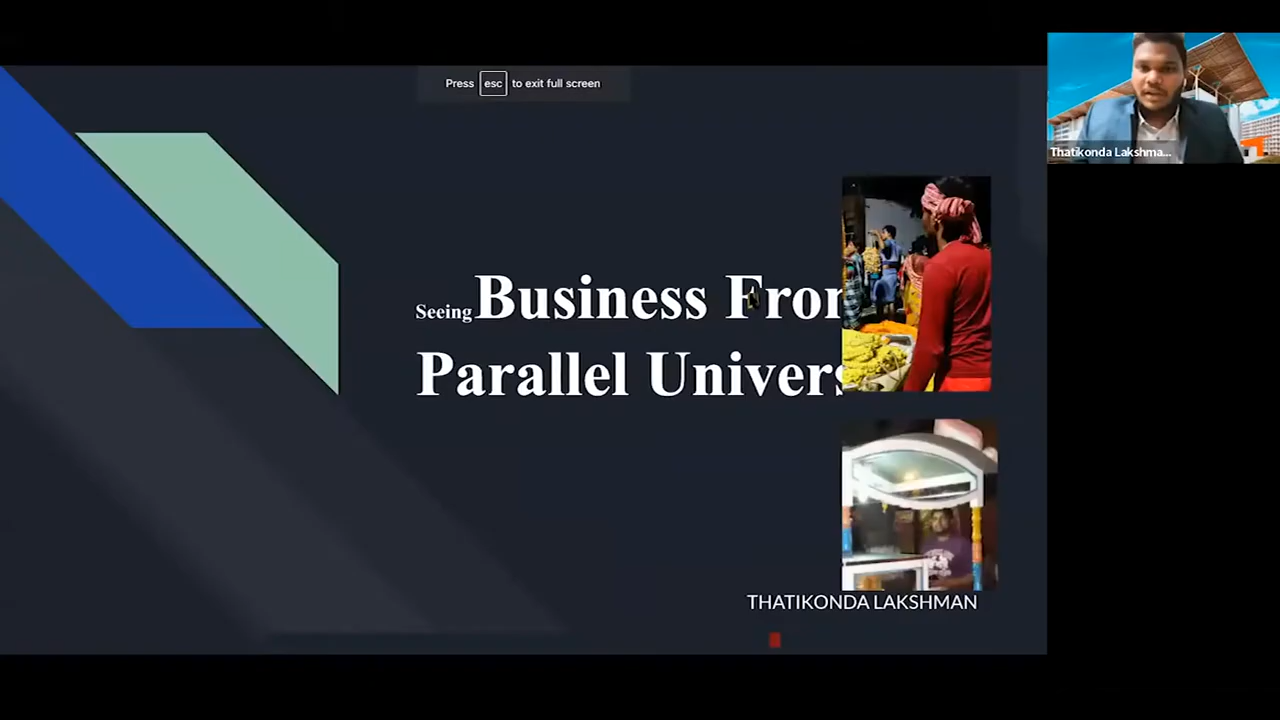 Press esc to exit full screen
Thatikonda Lakshma...
Seeing Business Fron
Parallel Univers
THATIKONDA LAKSHMAN